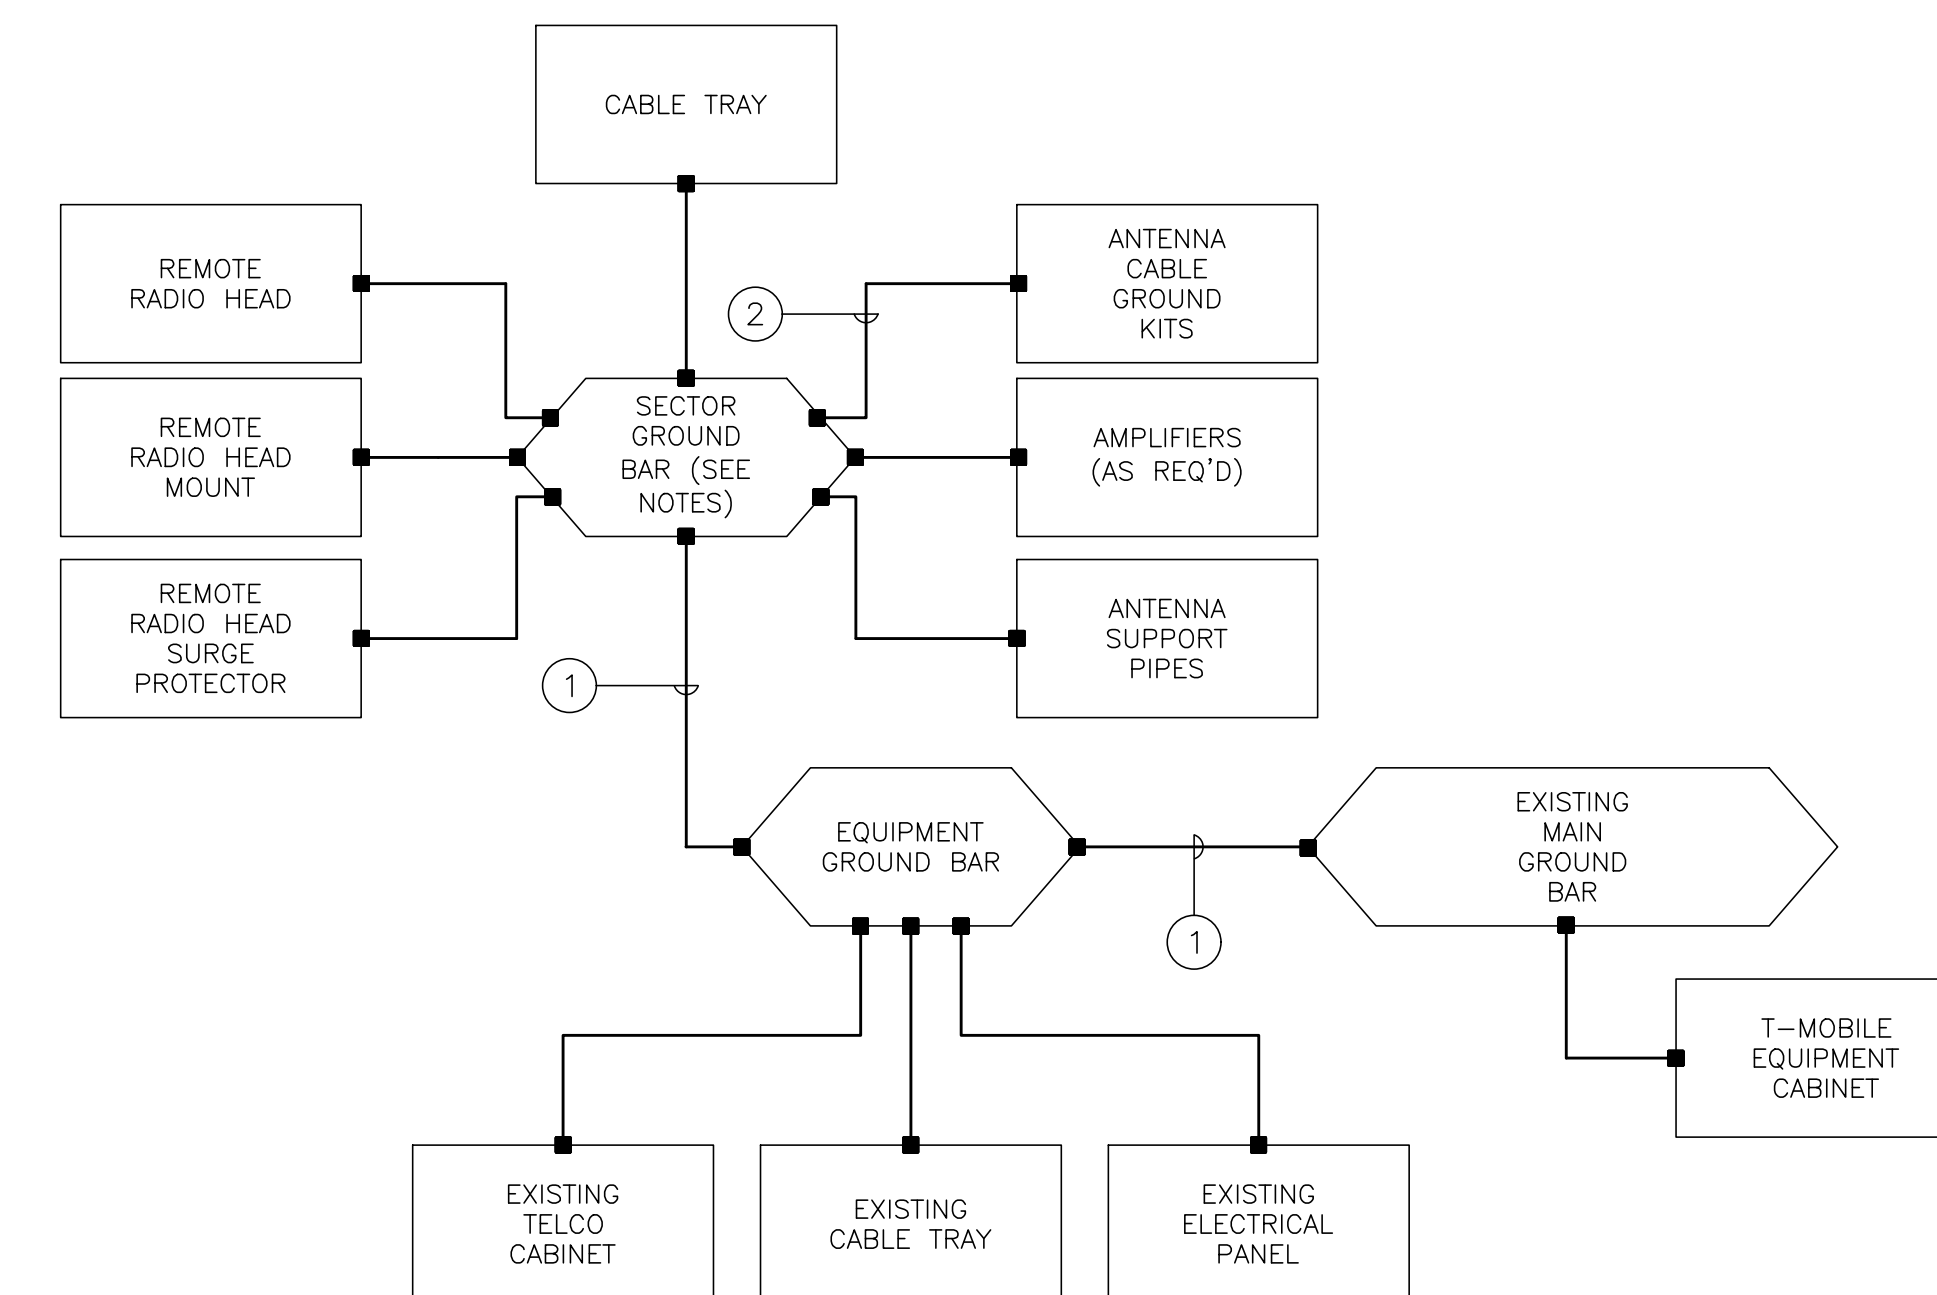 CABLE TRAY
REMOTE
RADIO HEAD
ANTENNA
CABLE
GROUND
KITS
2
REMOTE
RADIO HEAD
MOUNT
SECTOR
GROUND
BAR (SEE
NOTES)
AMPLIFIERS
(AS REQ'D)
REMOTE
RADIO HEAD
SURGE
PROTECTOR
ANTENNA
SUPPORT
PIPES
1
EQUIPMENT
GROUND BAR
EXISTING
MAIN
GROUND
BAR
1
T-MOBILE
EQUIPMENT
CABINET
EXISTING
TELCO
CABINET
EXISTING
CABLE TRAY
EXISTING
ELECTRICAL
PANEL